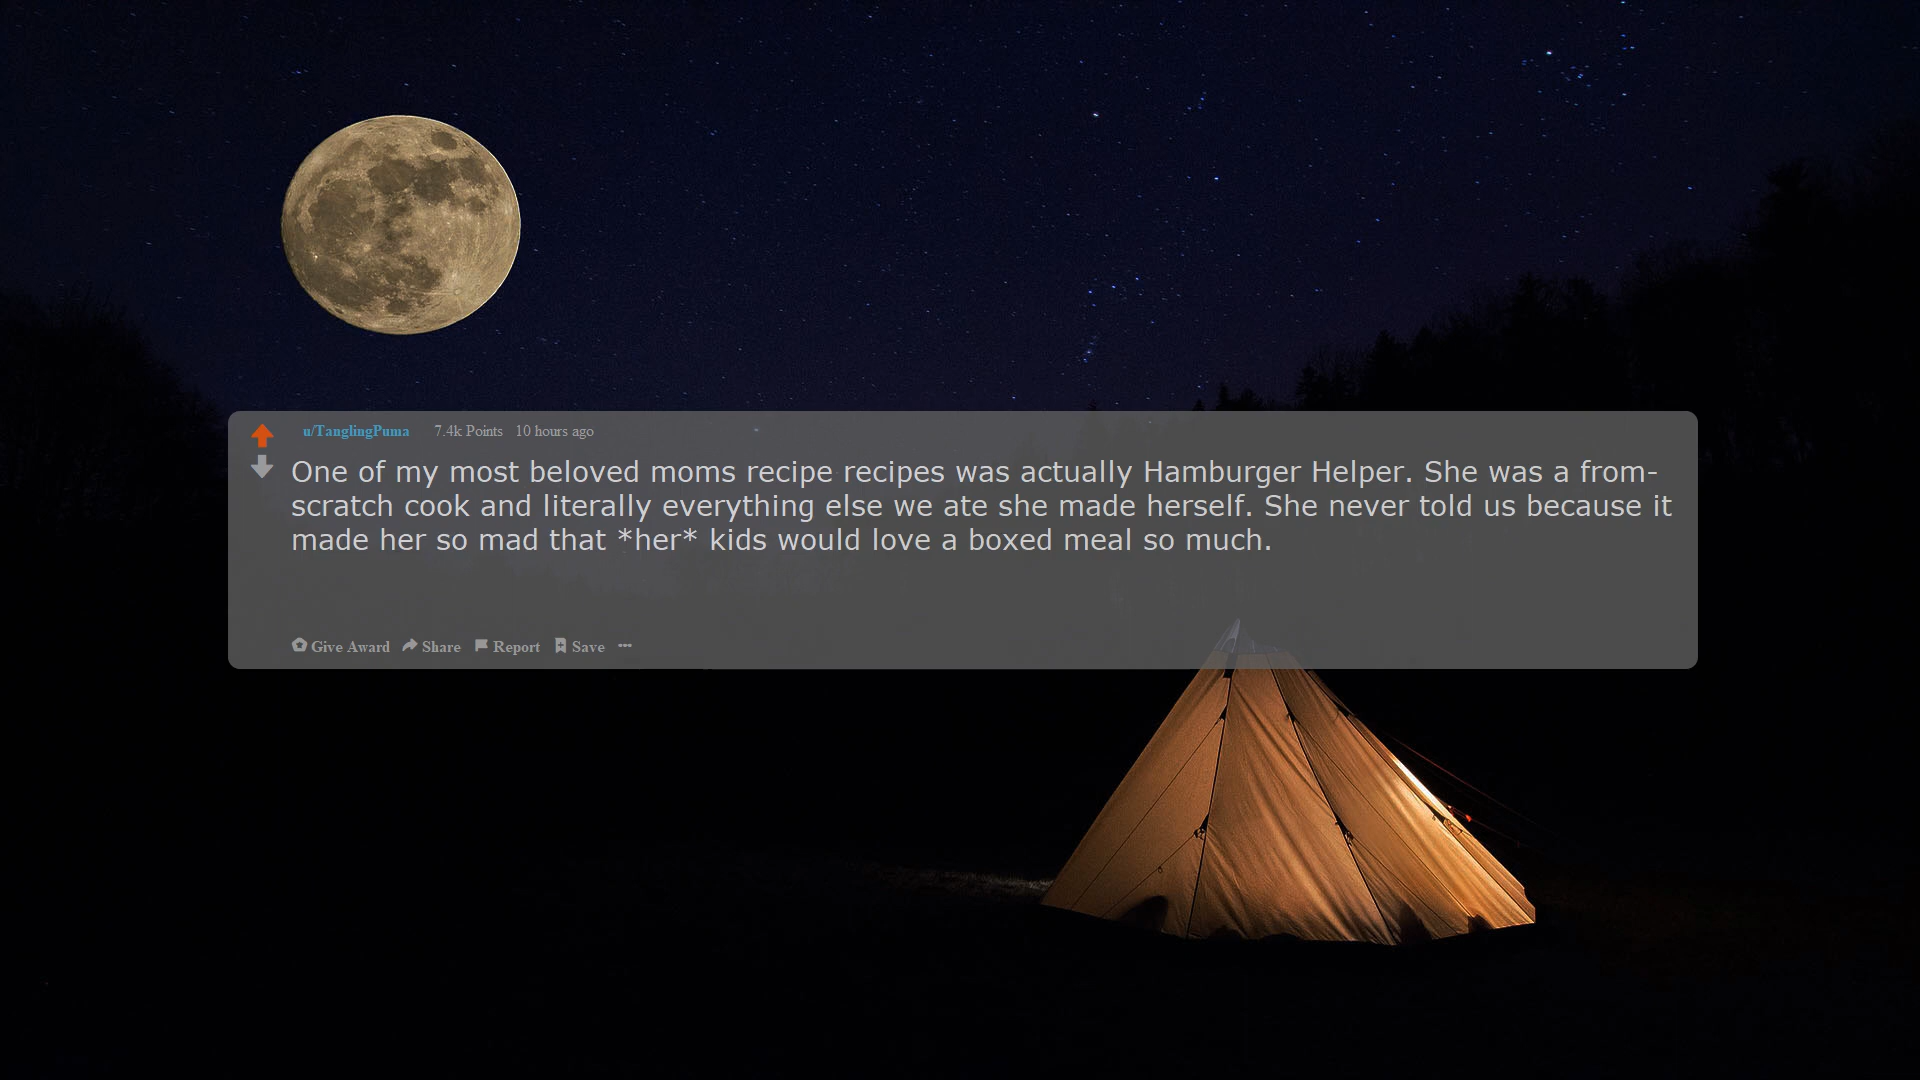 u/TanglingPuma 7.4k Points 10 hours ago
One of my most beloved moms recipe recipes was actually Hamburger Helper. She was a from-
scratch cook and literally everything else we ate she made herself. She never told us because it
made her so mad that *her* kids would love a boxed meal so much.
Give Award Share Report Save